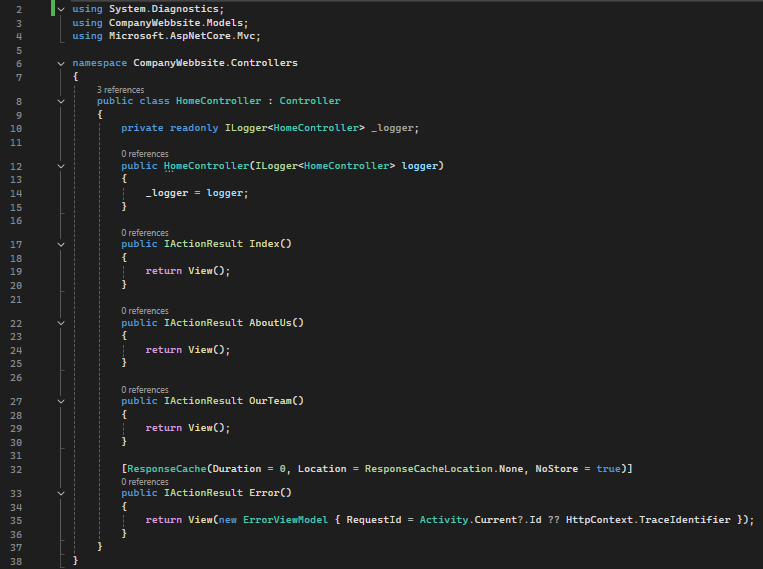 2 using System.Diagnostics;
3 using CompanyWebbsite.Models;
4 using Microsoft.AspNetCore.Mvc;
5
6 namespace CompanyWebbsite.Controllers
7 {
3 references
8 public class HomeController : Controller
9 {
10 private readonly ILogger<HomeController> _logger;
11
0 references
12 public HomeController(ILogger<HomeController> logger)
13 {
14 _logger = logger;
15 }
16
0 references
17 public IActionResult Index()
18 {
19 return View();
20 }
21
0 references
22 public IActionResult AboutUs()
23 {
24 return View();
25 }
26
0 references
27 public IActionResult OurTeam()
28 {
29 return View();
30 }
31
32 [ResponseCache(Duration = 0, Location = ResponseCacheLocation.None, NoStore = true)]
0 references
33 public IActionResult Error()
34 {
35 return View(new ErrorViewModel { RequestId = Activity.Current?.Id ?? HttpContext.TraceIdentifier });
36 }
37 }
38 }